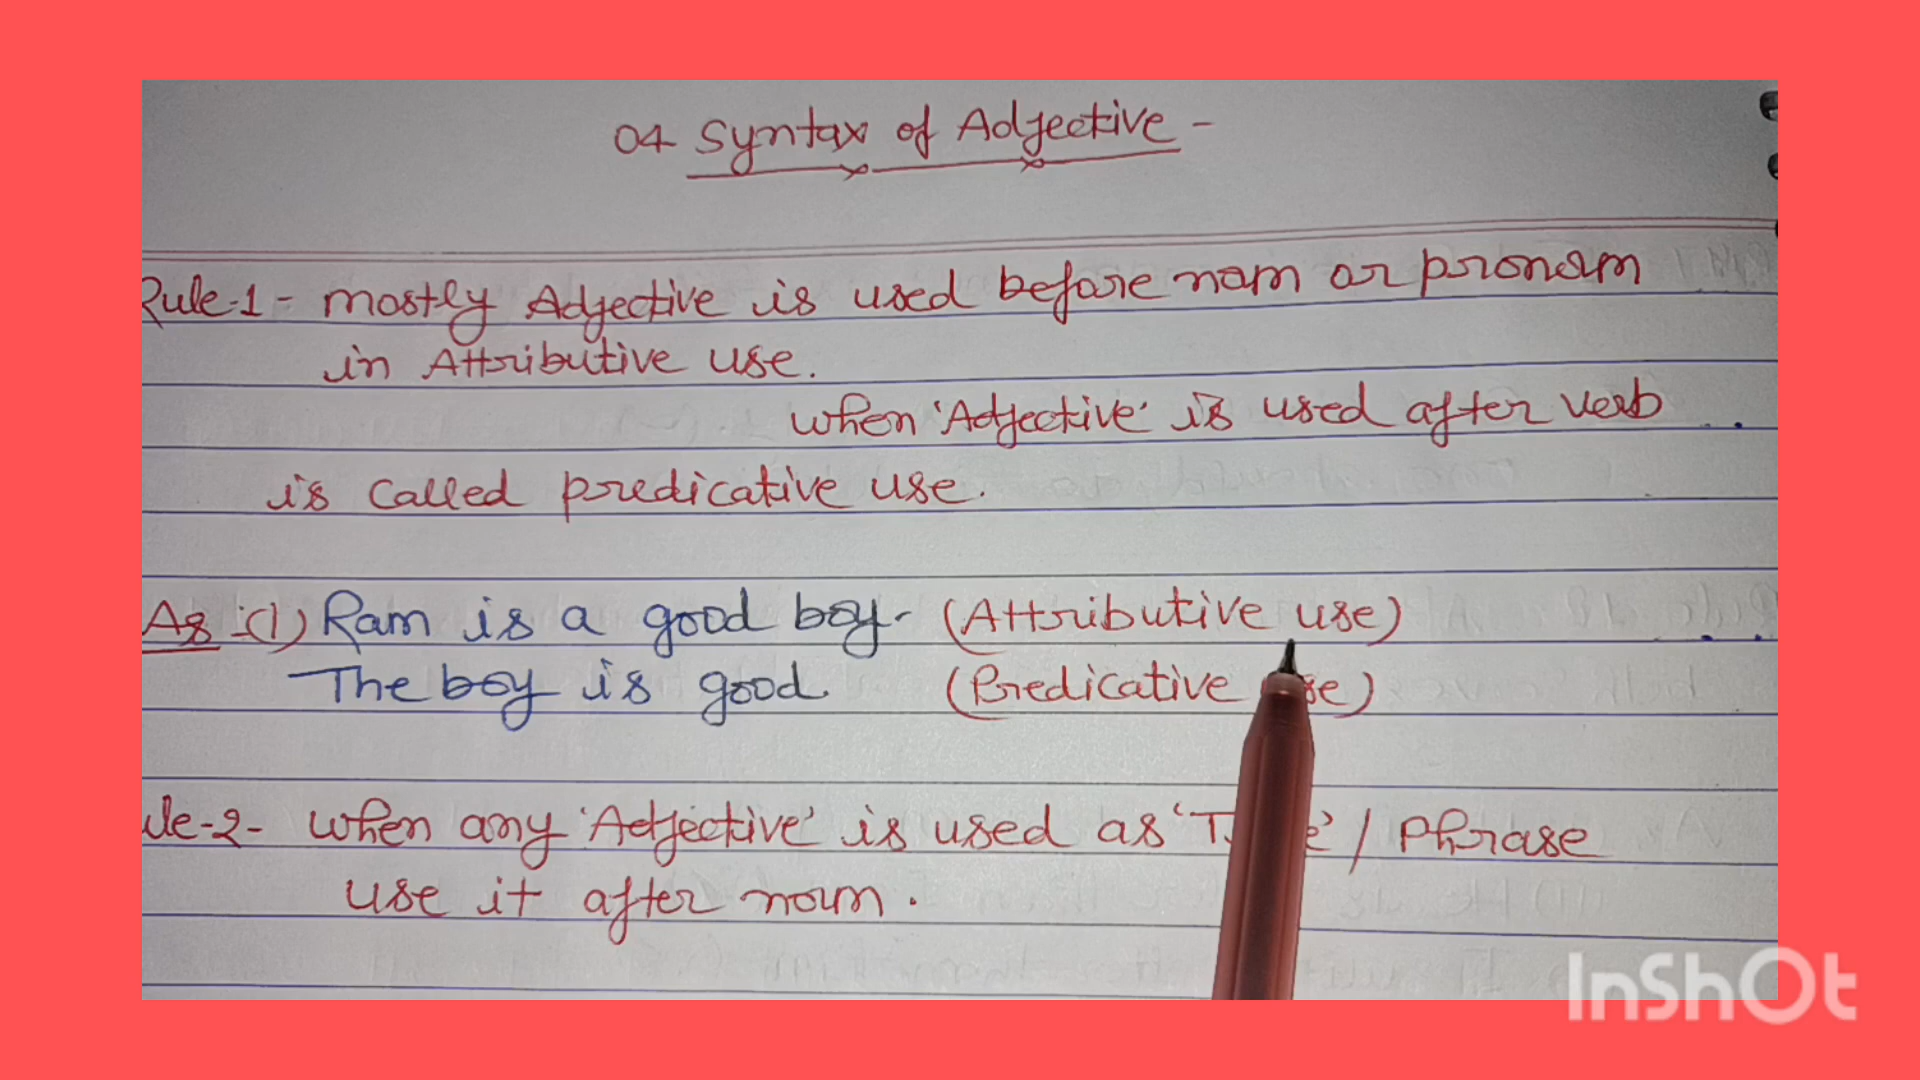 04 Syntax of Adjective -
Rule-1 - mostly Adjective is used before noun or pronoun
in Attributive use.
when 'Adjective' is used after verb
is called predicative use.
As :- (1) Ram is a good boy. (Attributive use)
The boy is good. (Predicative use)
ule-2- when any 'Adjective' is used as / Phrase
use it after noun.
InShOt